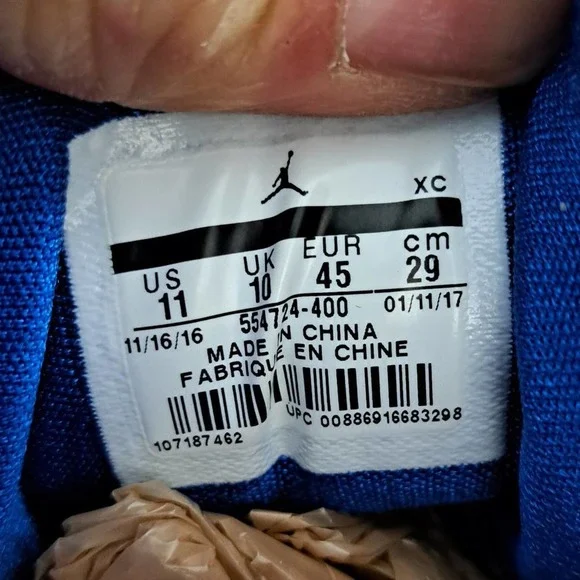 XC
US UK EUR cm
11 10 45 29
11/16/16 554724-400 01/11/17
MADE IN CHINA
FABRIQUE EN CHINE
107187462 UPC 00886916683298